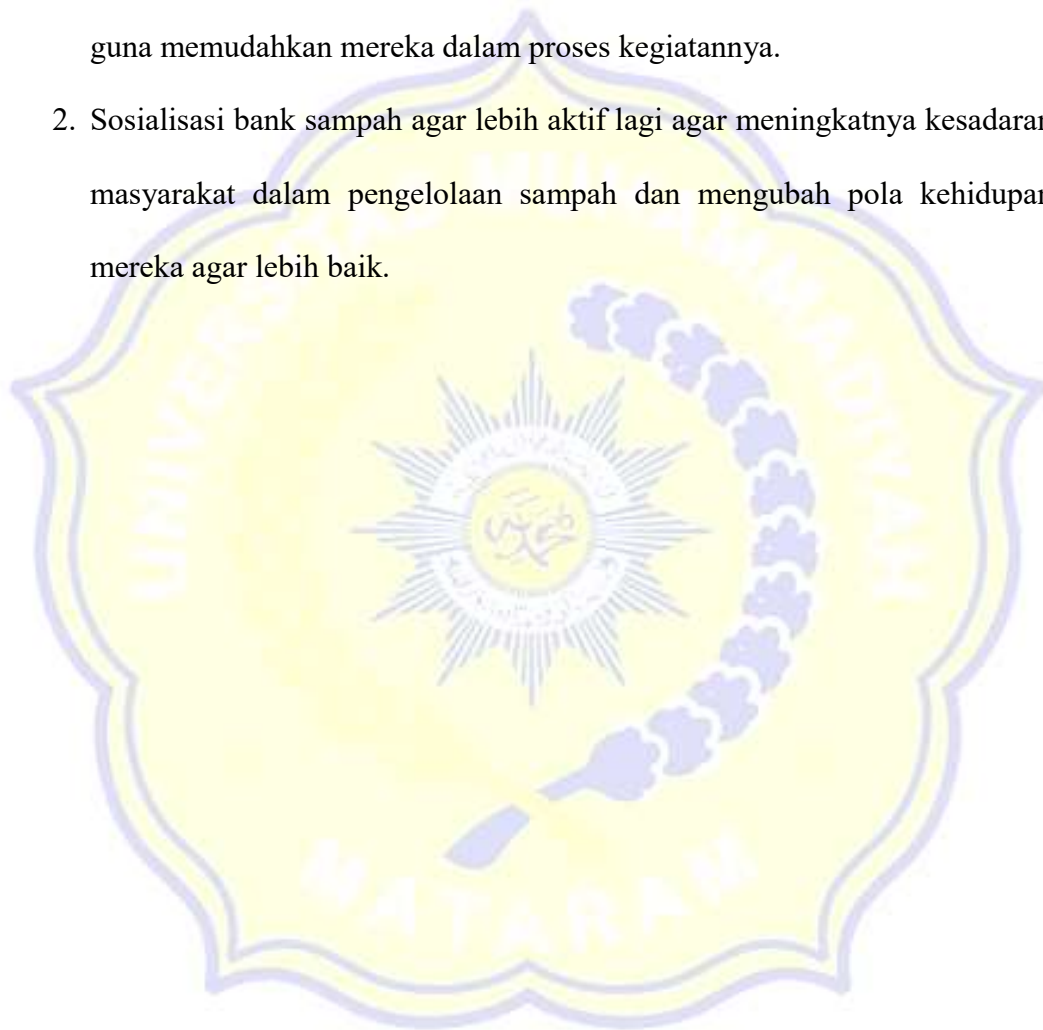 guna memudahkan mereka dalam proses kegiatannya.
2. Sosialisasi bank sampah agar lebih aktif lagi agar meningkatnya kesadaran
masyarakat dalam pengelolaan sampah dan mengubah pola kehidupan
mereka agar lebih baik.
UNIVERSITAS MUHAMMADIYAH
MATARAM